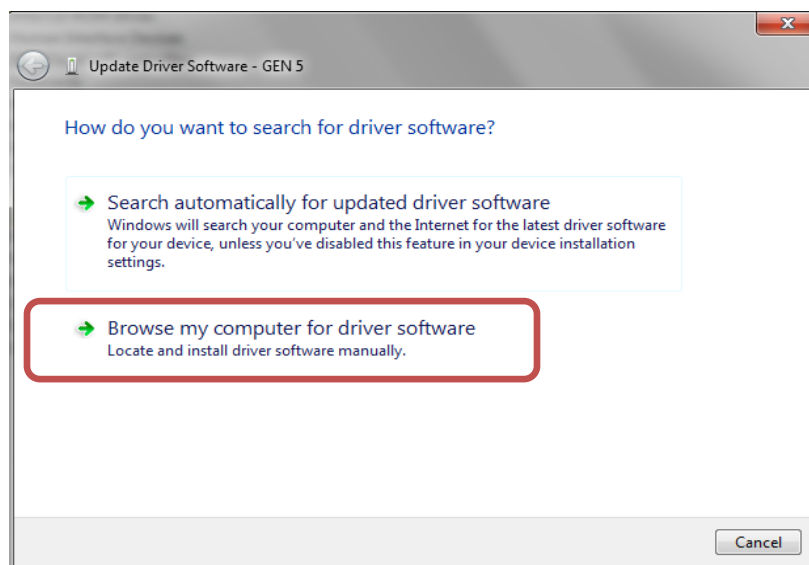 Update Driver Software - GEN 5
How do you want to search for driver software?
Search automatically for updated driver software
Windows will search your computer and the Internet for the latest driver software
for your device, unless you've disabled this feature in your device installation
settings.
Browse my computer for driver software
Locate and install driver software manually.
Cancel